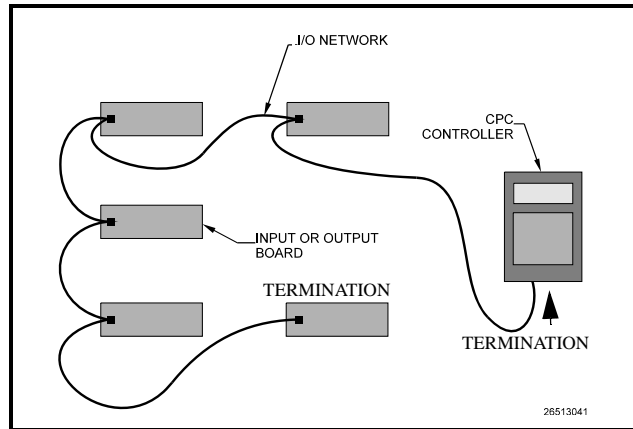 I/O NETWORK
CPC
CONTROLLER
INPUT OR OUTPUT
BOARD
TERMINATION
TERMINATION
26513041